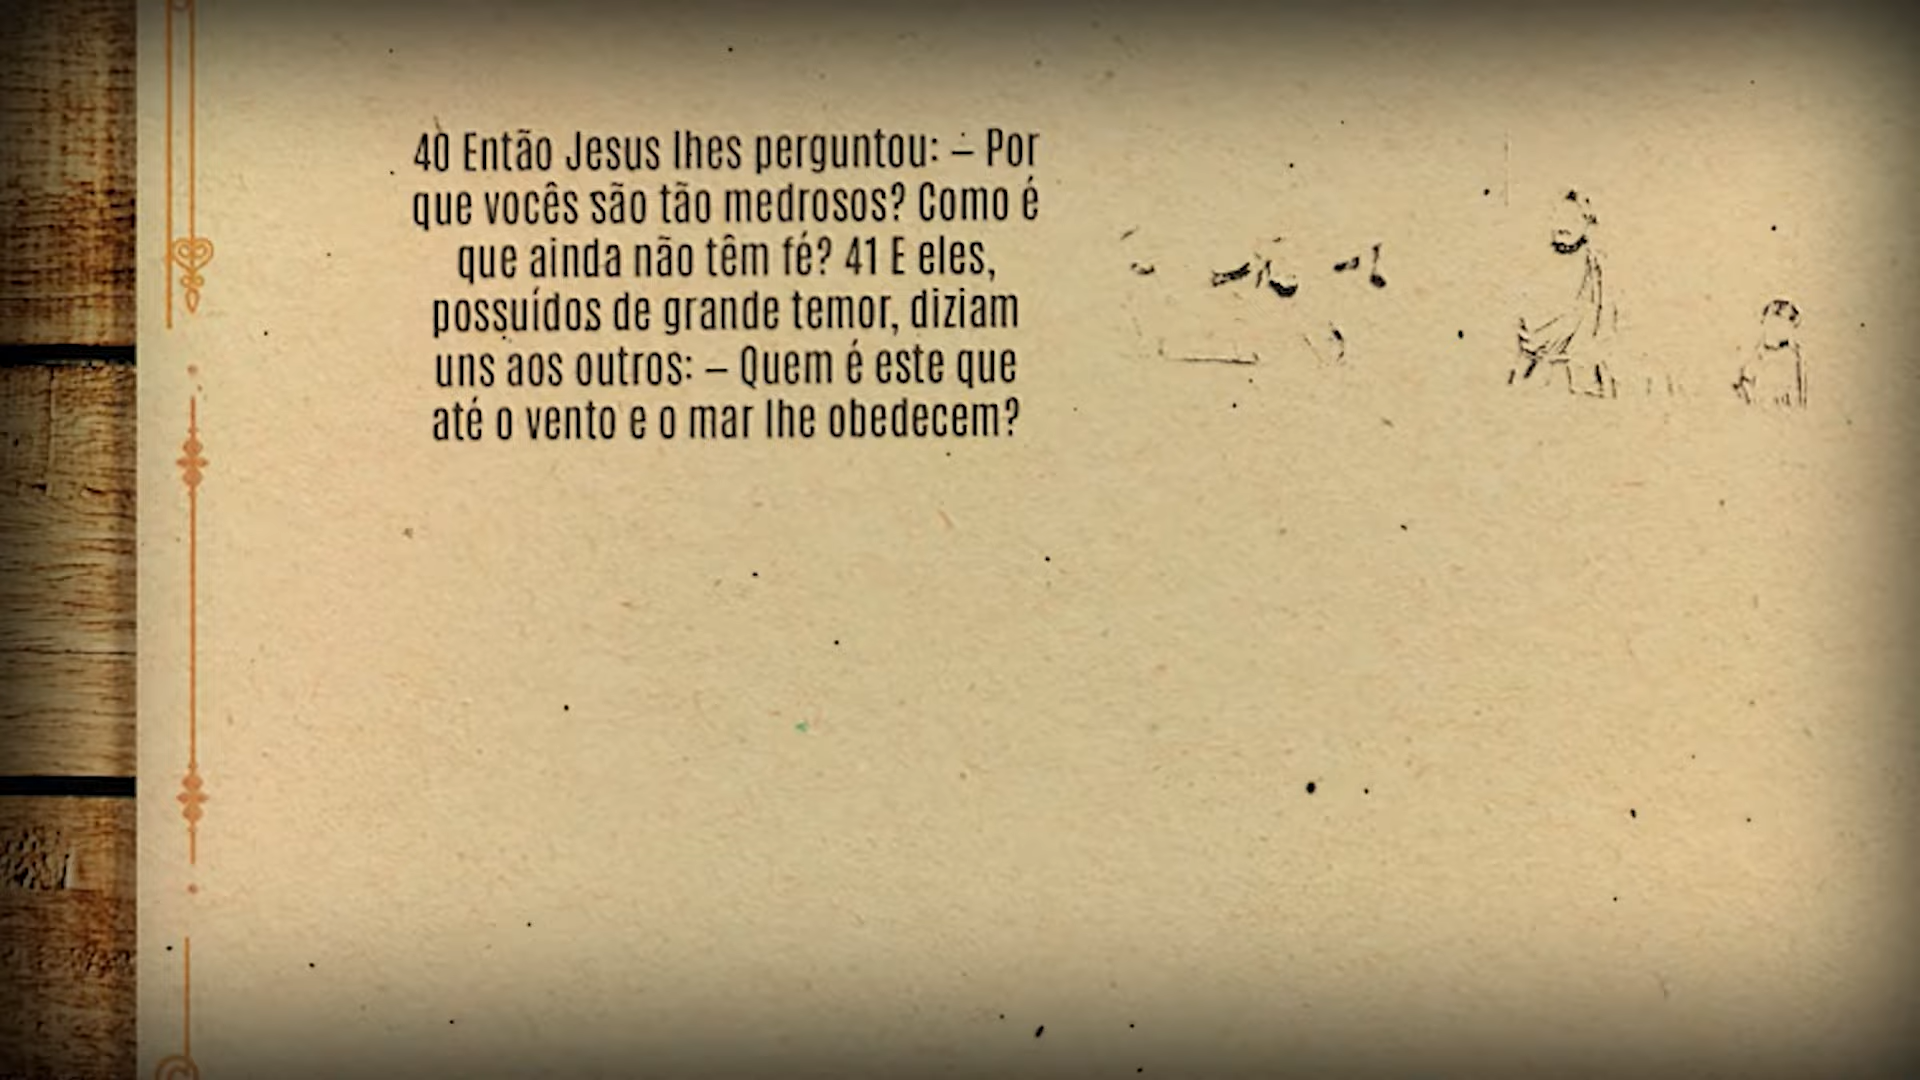 40 Então Jesus lhes perguntou: – Por
que vocês são tão medrosos? Como é
que ainda não têm fé? 41 E eles,
possuídos de grande temor, diziam
uns aos outros: – Quem é este que
até o vento e o mar lhe obedecem?